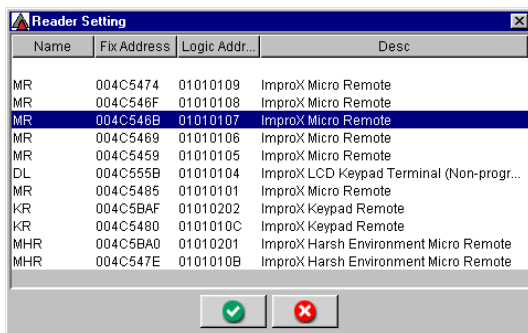 Reader Setting
Name Fix Address Logic Addr... Desc
MR 004C5474 01010109 ImproX Micro Remote
MR 004C546F 01010108 ImproX Micro Remote
MR 004C546B 01010107 ImproX Micro Remote
MR 004C5469 01010106 ImproX Micro Remote
MR 004C5459 01010105 ImproX Micro Remote
DL 004C555B 01010104 ImproX LCD Keypad Terminal (Non-progr...
MR 004C5485 01010101 ImproX Micro Remote
KR 004C5BAF 01010202 ImproX Keypad Remote
KR 004C5480 0101010C ImproX Keypad Remote
MHR 004C5BA0 01010201 ImproX Harsh Environment Micro Remote
MHR 004C547E 0101010B ImproX Harsh Environment Micro Remote